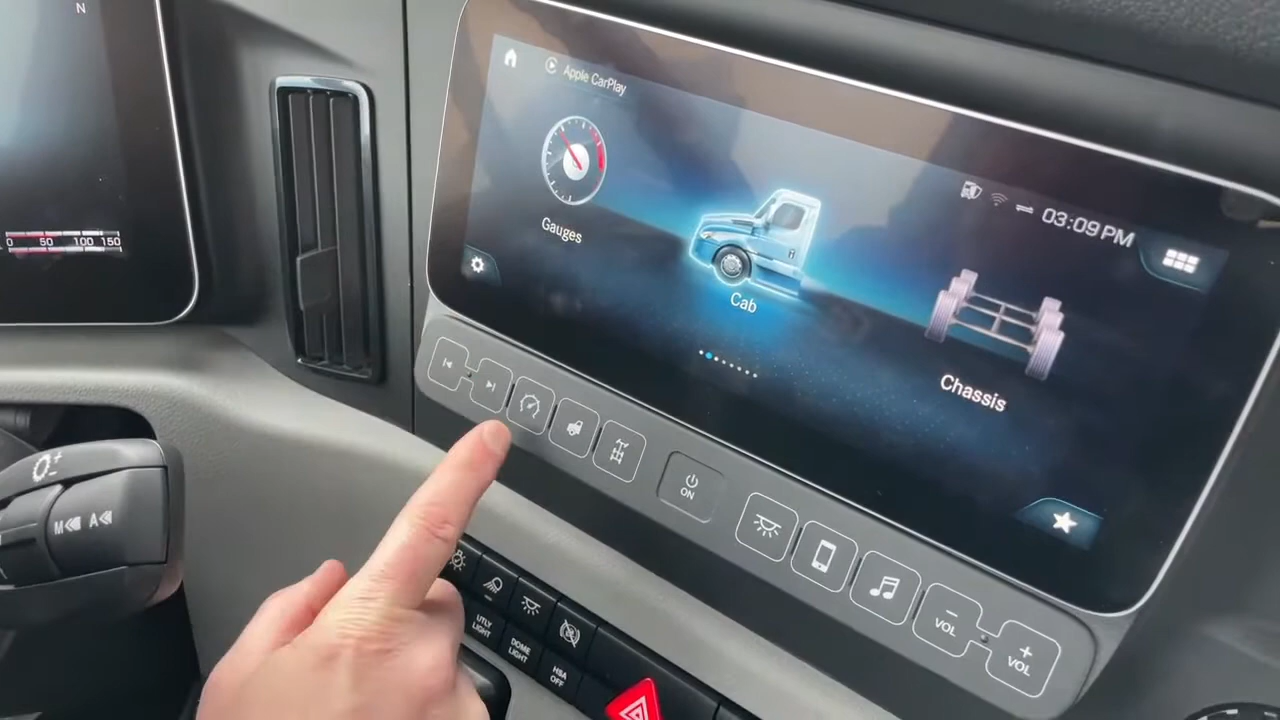 N
0 50 100 150
Apple CarPlay
Gauges
Cab
Chassis
03:09 PM
ON
VOL
VOL
M A
UTLY
LIGHT
DOME
LIGHT
HSA
OFF